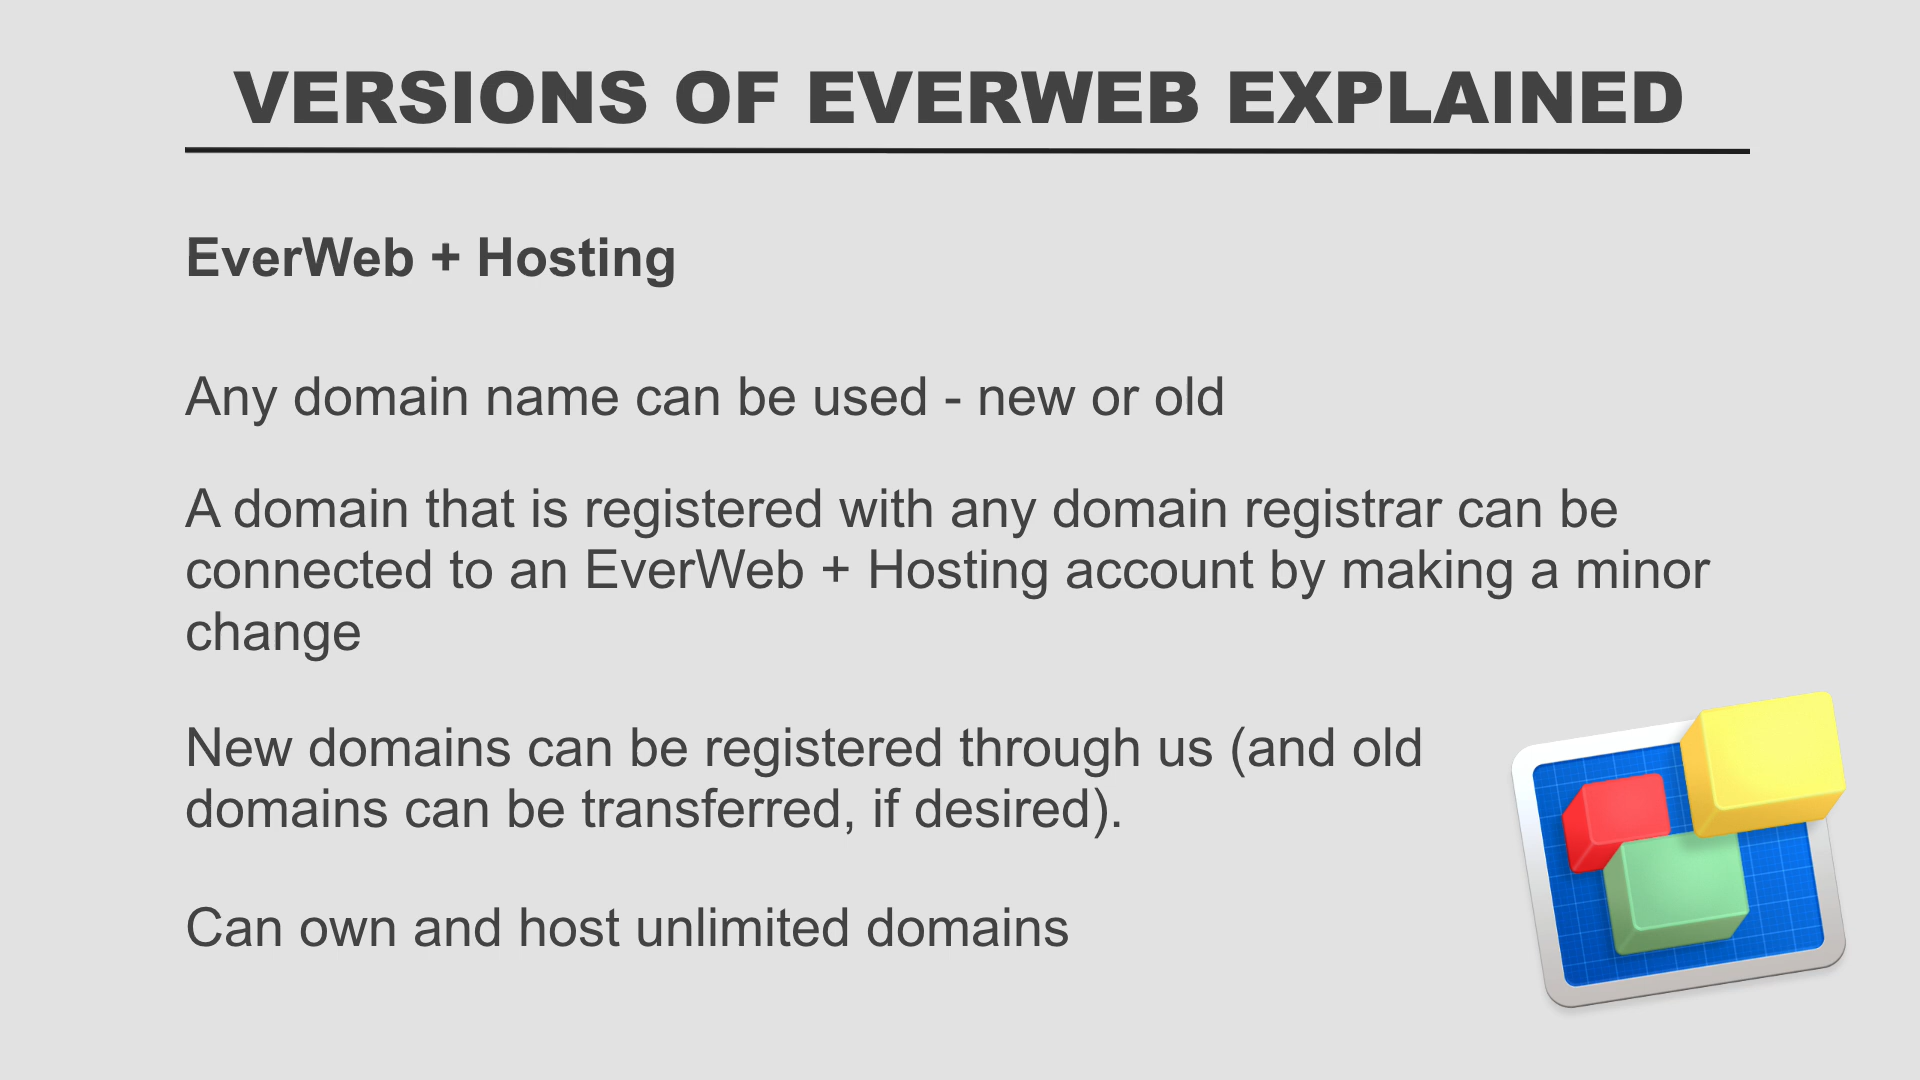 VERSIONS OF EVERWEB EXPLAINED
EverWeb + Hosting
Any domain name can be used - new or old
A domain that is registered with any domain registrar can be
connected to an EverWeb + Hosting account by making a minor
change
New domains can be registered through us (and old
domains can be transferred, if desired).
Can own and host unlimited domains